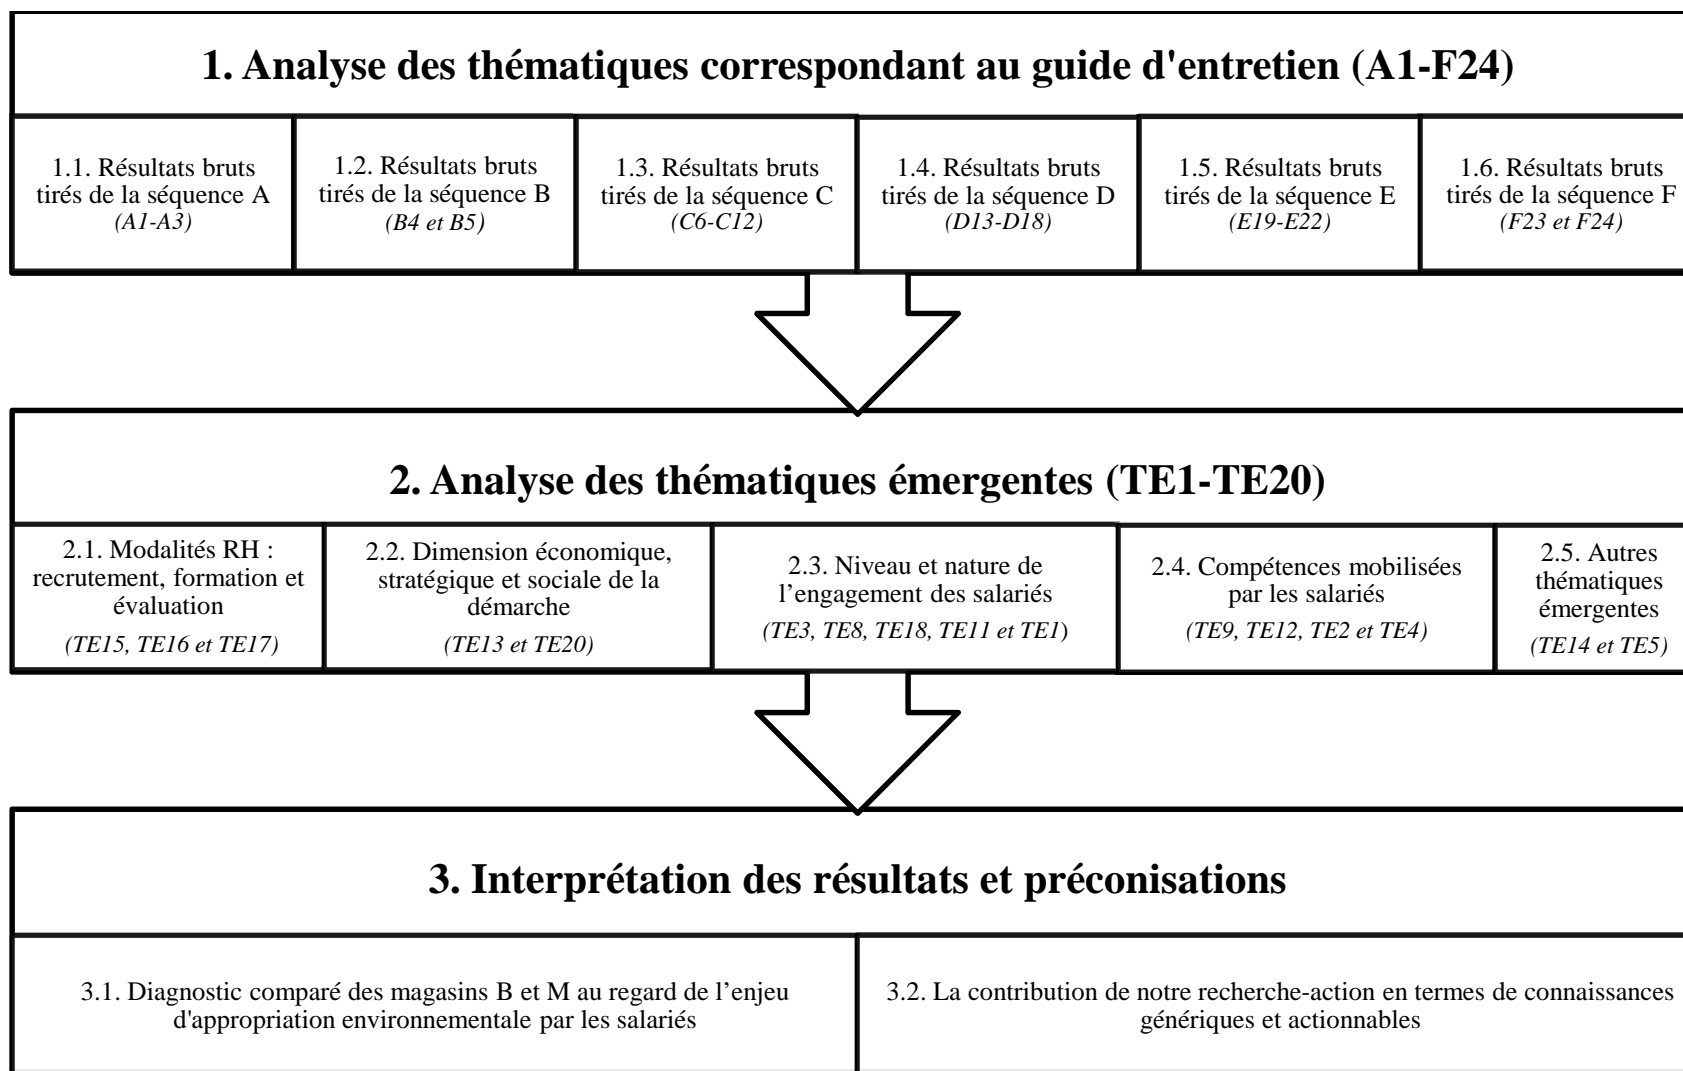 1. Analyse des thématiques correspondant au guide d'entretien (A1-F24)
1.1. Résultats bruts
tirés de la séquence A
(A1-A3)
1.2. Résultats bruts
tirés de la séquence B
(B4 et B5)
1.3. Résultats bruts
tirés de la séquence C
(C6-C12)
1.4. Résultats bruts
tirés de la séquence D
(D13-D18)
1.5. Résultats bruts
tirés de la séquence E
(E19-E22)
1.6. Résultats bruts
tirés de la séquence F
(F23 et F24)
2. Analyse des thématiques émergentes (TE1-TE20)
2.1. Modalités RH :
recrutement, formation et
évaluation
(TE15, TE16 et TE17)
2.2. Dimension économique,
stratégique et sociale de la
démarche
(TE13 et TE20)
2.3. Niveau et nature de
l’engagement des salariés
(TE3, TE8, TE18, TE11 et TE1)
2.4. Compétences mobilisées
par les salariés
(TE9, TE12, TE2 et TE4)
2.5. Autres
thématiques
émergentes
(TE14 et TE5)
3. Interprétation des résultats et préconisations
3.1. Diagnostic comparé des magasins B et M au regard de l’enjeu
d'appropriation environnementale par les salariés
3.2. La contribution de notre recherche-action en termes de connaissances
génériques et actionnables